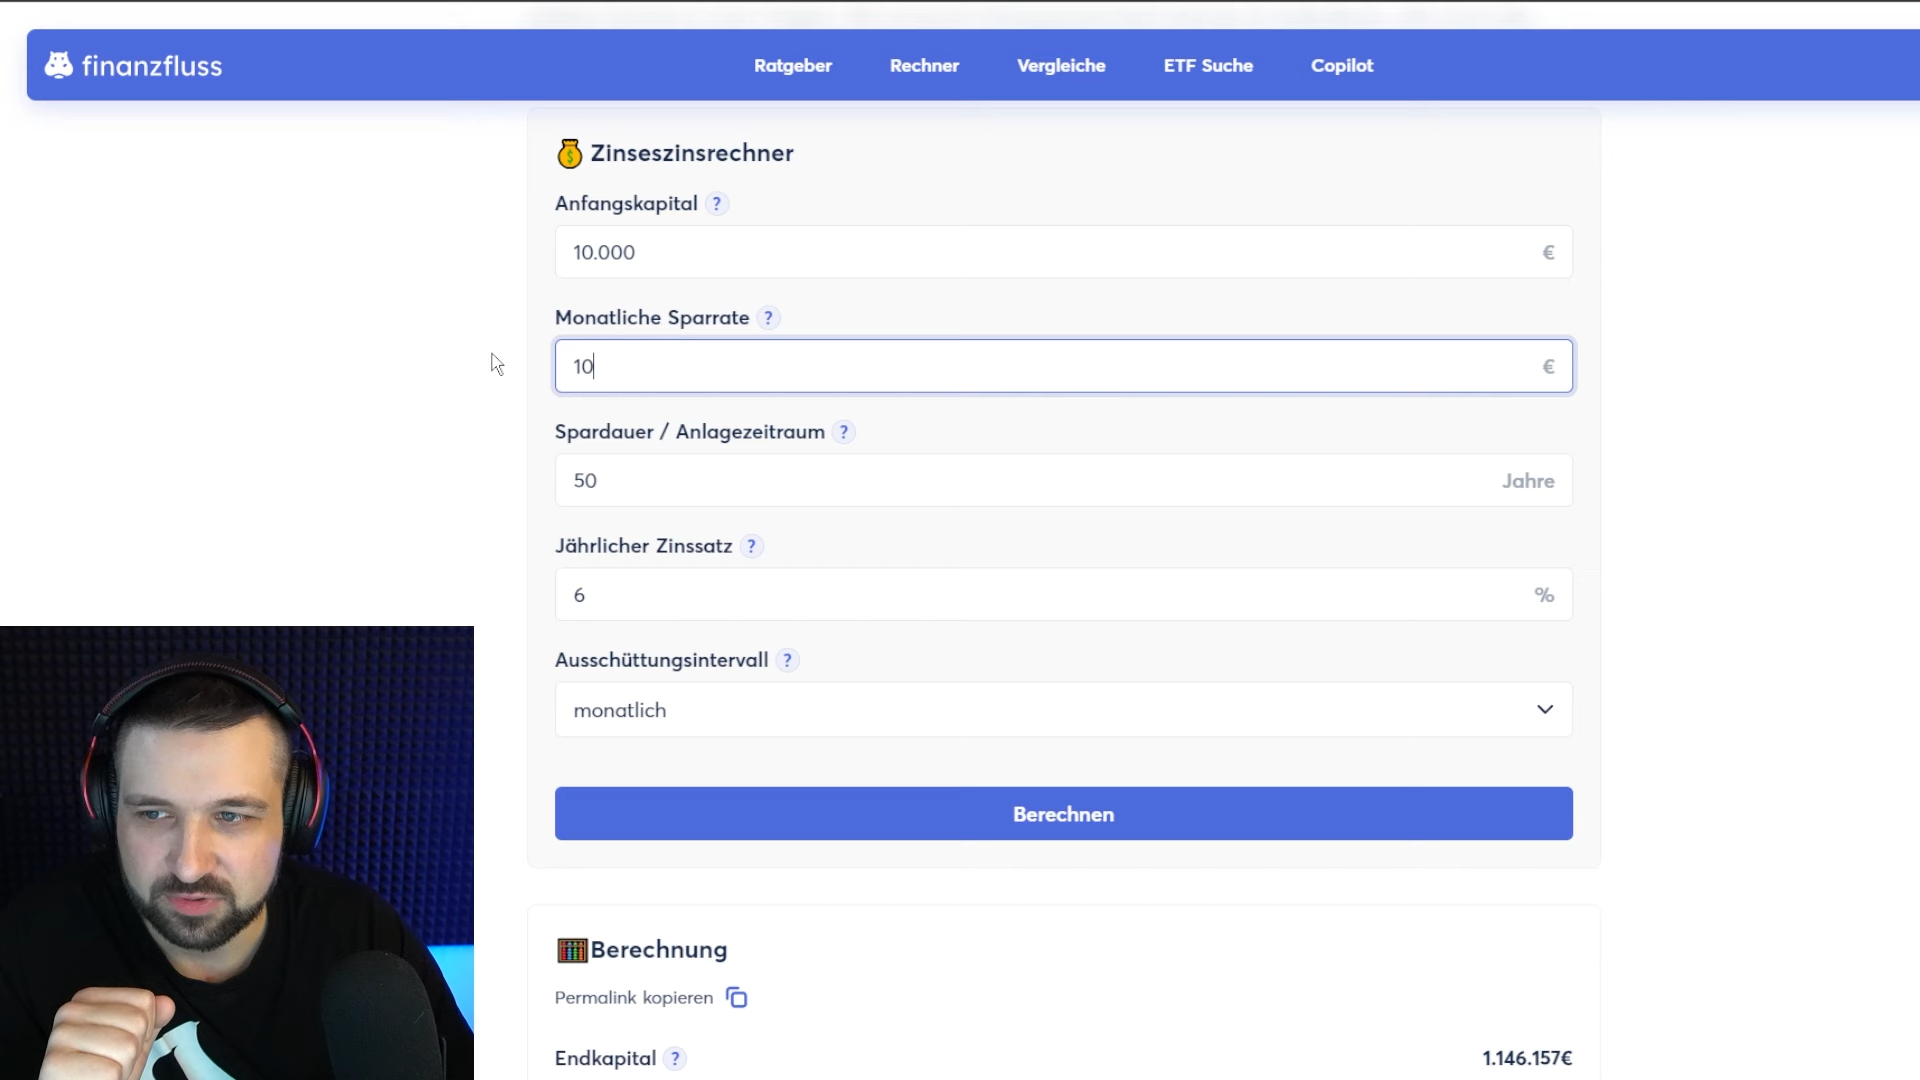 finanzfluss
Ratgeber Rechner Vergleiche ETF Suche Copilot
Zinseszinsrechner
Anfangskapital ?
10.000 €
Monatliche Sparrate ?
10 €
Spardauer / Anlagezeitraum ?
50 Jahre
Jährlicher Zinssatz ?
6 %
Ausschüttungsintervall ?
monatlich
Berechnen
Berechnung
Permalink kopieren
Endkapital ? 1.146.157€